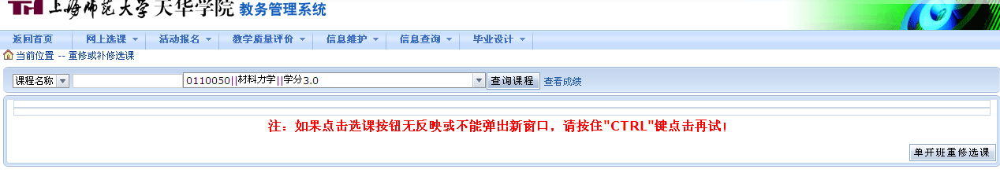 TH 上海师范大学天华学院 教务管理系统
返回首页 网上选课 活动报名 教学质量评价 信息维护 信息查询 毕业设计
当前位置 -- 重修或补修选课
课程名称 0110050||材料力学||学分3.0 查询课程 查看成绩
注：如果点击选课按钮无反映或不能弹出新窗口，请按住"CTRL"键点击再试！
单开班重修选课